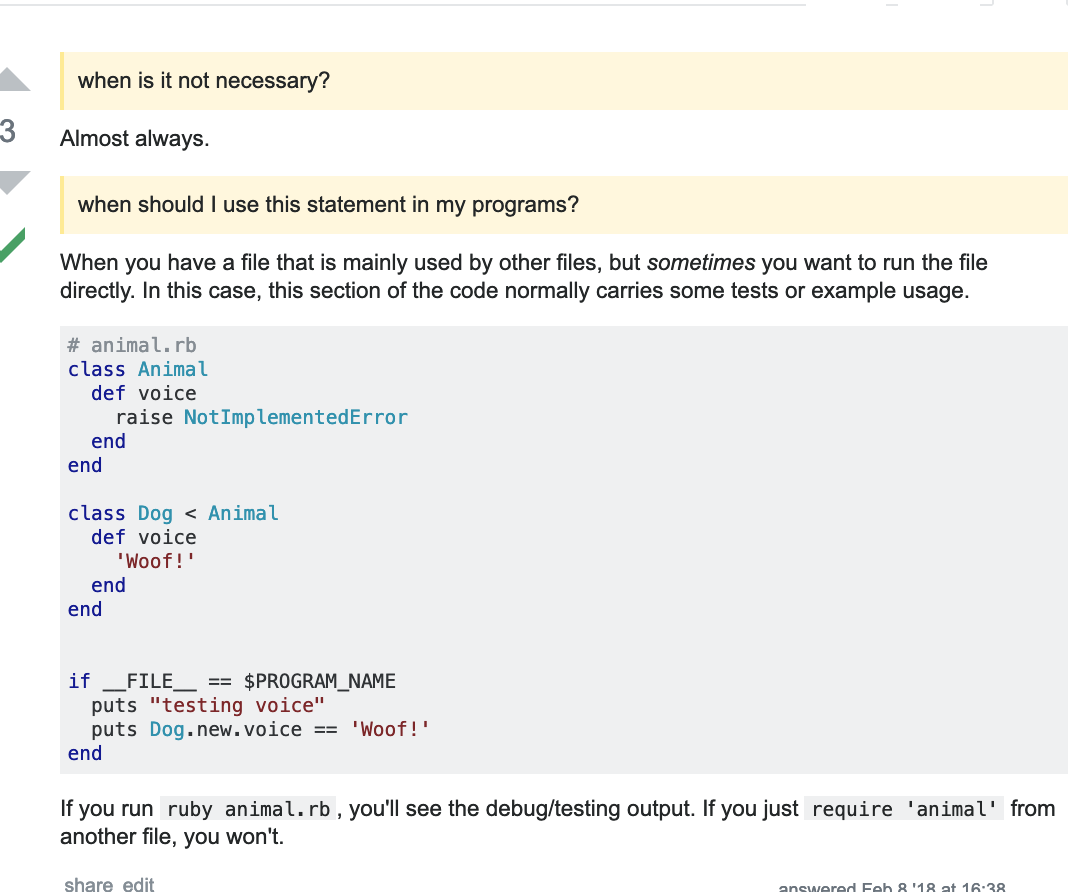 when is it not necessary?
3
Almost always.
when should I use this statement in my programs?
When you have a file that is mainly used by other files, but sometimes you want to run the file
directly. In this case, this section of the code normally carries some tests or example usage.
# animal.rb
class Animal
  def voice
    raise NotImplementedError
  end
end
class Dog < Animal
  def voice
    'Woof!'
  end
end
if __FILE__ == $PROGRAM_NAME
  puts "testing voice"
  puts Dog.new.voice == 'Woof!'
end
If you run ruby animal.rb, you'll see the debug/testing output. If you just require 'animal' from
another file, you won't.
share edit
answered Feb 8 '18 at 16:38